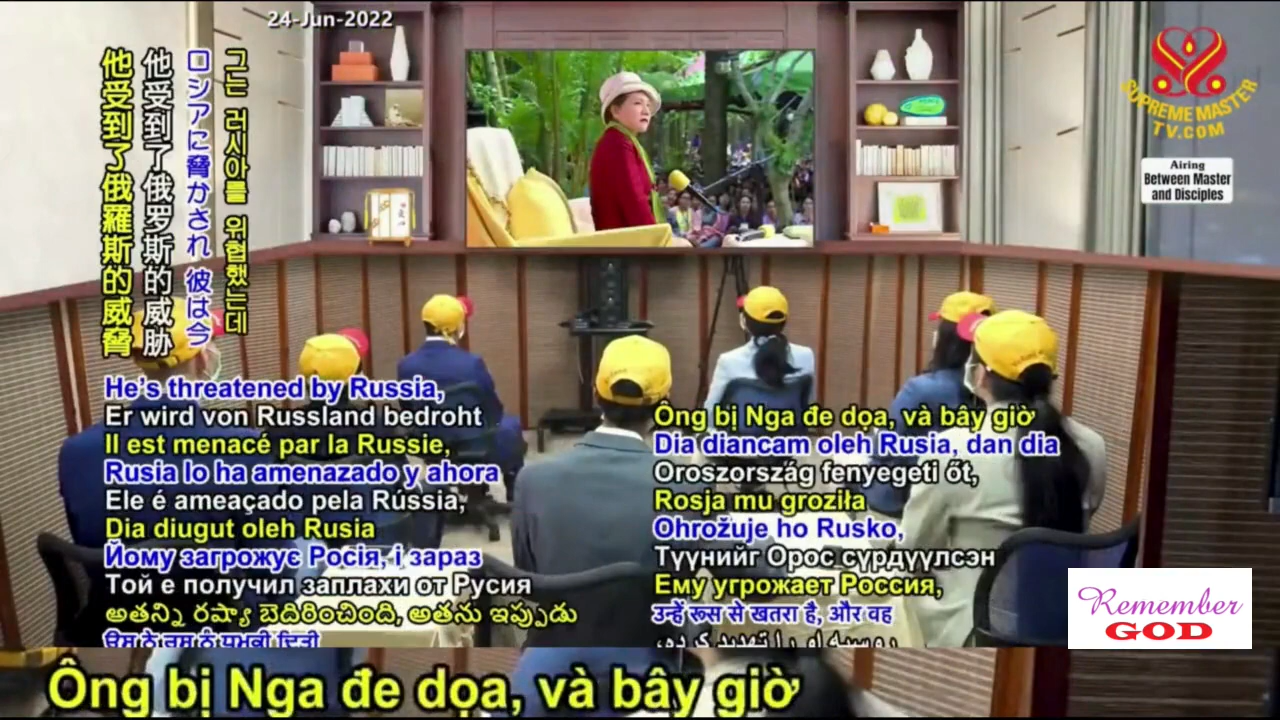 24-Jun-2022
SUPREME MASTER
TV.COM
Airing
Between Master
and Disciples
그는 러시아를 위협했는데
ロシアに脅かされ 彼は今
他受到了俄罗斯的威胁
他受到了俄羅斯的威脅
He's threatened by Russia,
Er wird von Russland bedroht
Il est menacé par la Russie,
Rusia lo ha amenazado y ahora
Ele é ameaçado pela Rússia,
Dia diugut oleh Rusia
Йому загрожує Росія, і зараз
Той е получил заплахи от Русия
అతన్ని రష్యా బెదిరించింది, అతను ఇప్పుడు
Ông bị Nga đe dọa, và bây giờ
Dia diancam oleh Rusia, dan dia
Oroszország fenyegeti őt,
Rosja mu groziła
Ohrožuje ho Rusko,
Түүнийг Орос сүрдүүлсэн
Ему угрожает Россия,
उन्हें रूस से खतरा है, और वह
Remember
GOD
Ông bị Nga đe dọa, và bây giờ